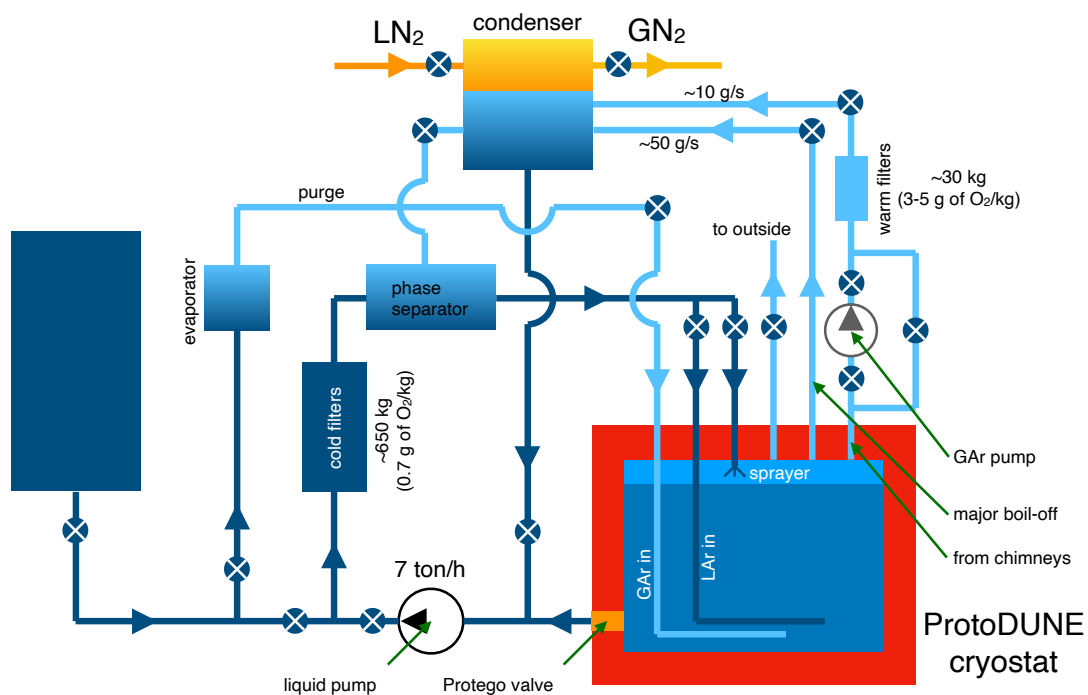 LN₂
condenser
GN₂
~10 g/s
~50 g/s
purge
warm filters
~30 kg
(3-5 g of O₂/kg)
to outside
evaporator
phase
separator
cold filters
~650 kg
(0.7 g of O₂/kg)
sprayer
GAr pump
major boil-off
from chimneys
GAr in
LAr in
7 ton/h
liquid pump
Protego valve
ProtoDUNE
cryostat